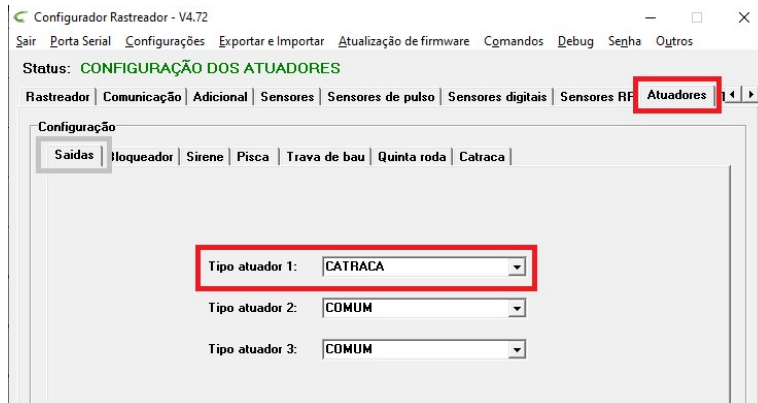 Configurador Rastreador - V4.72
Sair Porta Serial Configurações Exportar e Importar Atualização de firmware Comandos Debug Senha Outros
Status: CONFIGURAÇÃO DOS ATUADORES
Rastreador Comunicação Adicional Sensores Sensores de pulso Sensores digitais Sensores RF Atuadores
Configuração
Saidas Bloqueador Sirene Pisca Trava de bau Quinta roda Catraca
Tipo atuador 1: CATRACA
Tipo atuador 2: COMUM
Tipo atuador 3: COMUM